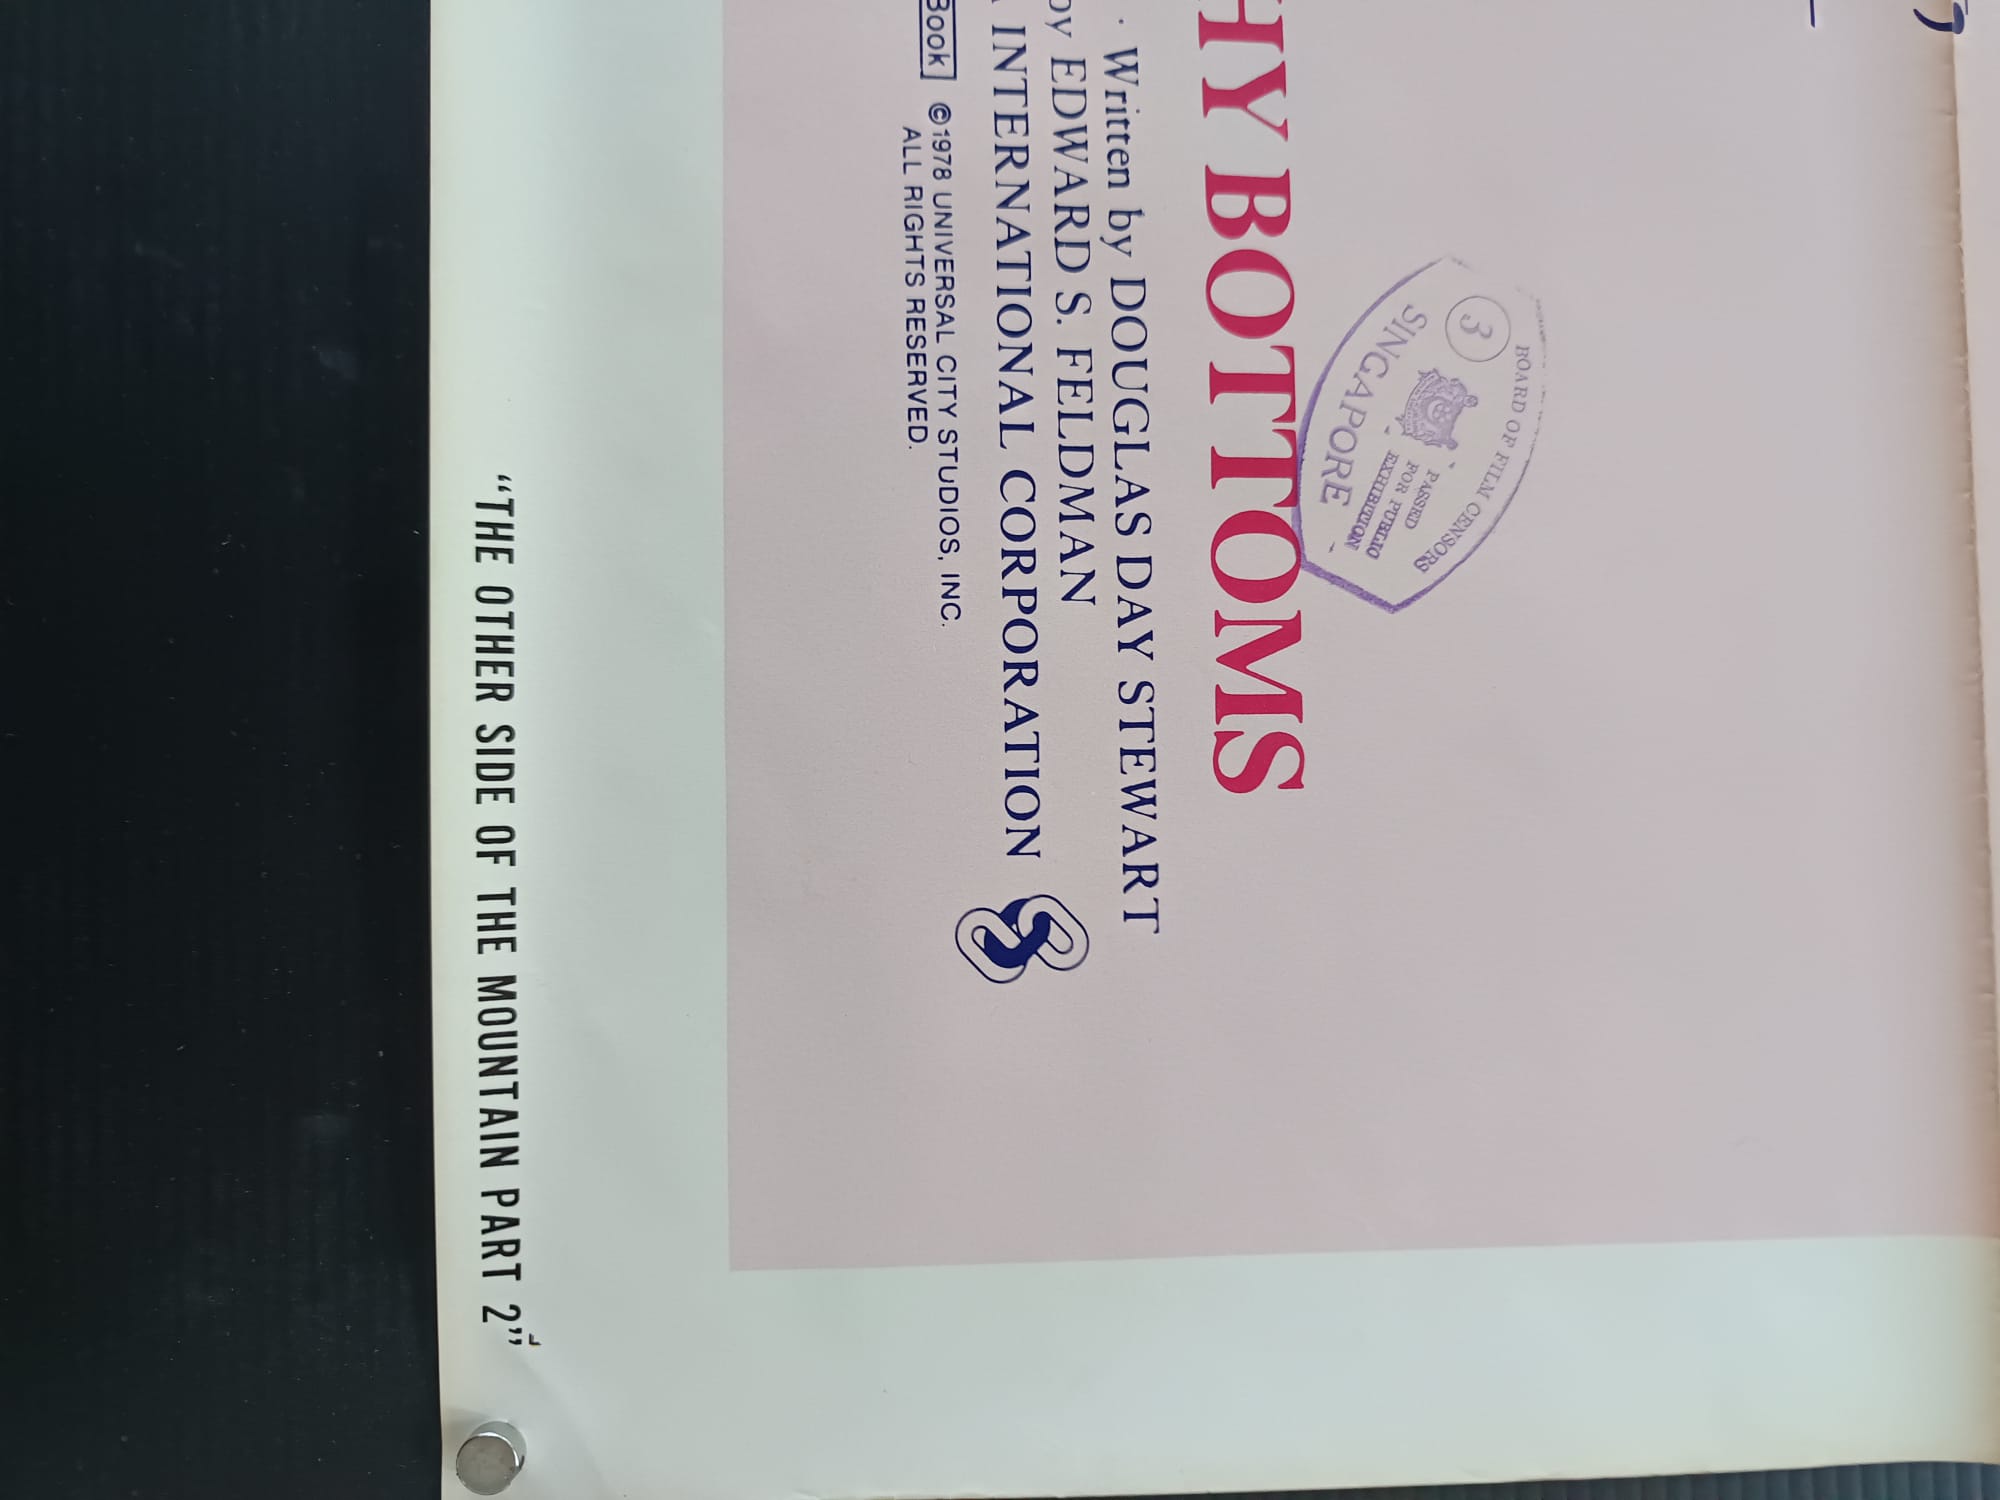 HY BOTTOMS
· Written by DOUGLAS DAY STEWART
by EDWARD S. FELDMAN
INTERNATIONAL CORPORATION
Book ©1978 UNIVERSAL CITY STUDIOS, INC.
ALL RIGHTS RESERVED.
BOARD OF FILM CENSORS
3
PASSED
FOR PUBLIC
EXHIBITION
SINGAPORE
"THE OTHER SIDE OF THE MOUNTAIN PART 2"